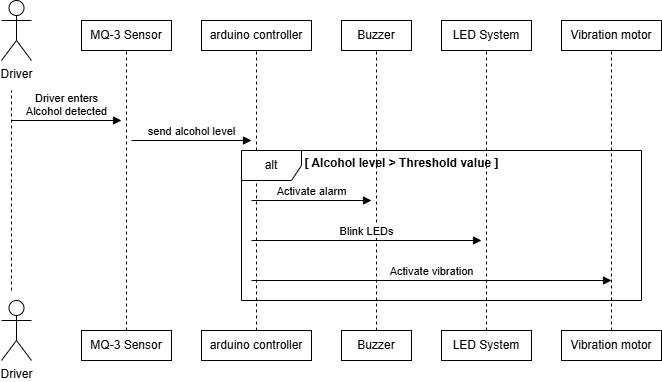 Driver
MQ-3 Sensor
arduino controller
Buzzer
LED System
Vibration motor
Driver enters
Alcohol detected
send alcohol level
alt
[ Alcohol level > Threshold value ]
Activate alarm
Blink LEDs
Activate vibration
Driver
MQ-3 Sensor
arduino controller
Buzzer
LED System
Vibration motor